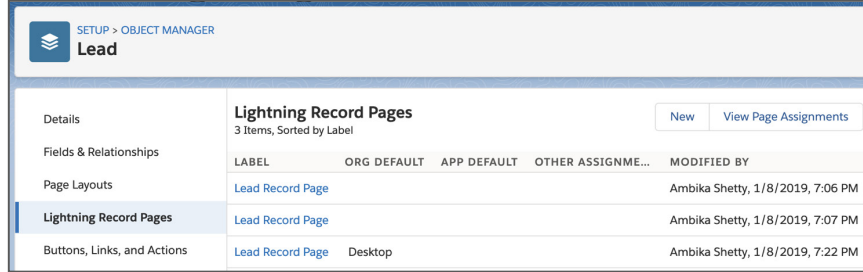 SETUP > OBJECT MANAGER
Lead
Details
Fields & Relationships
Page Layouts
Lightning Record Pages
Buttons, Links, and Actions
Lightning Record Pages
3 Items, Sorted by Label
New View Page Assignments
LABEL ORG DEFAULT APP DEFAULT OTHER ASSIGNME... MODIFIED BY
Lead Record Page Ambika Shetty, 1/8/2019, 7:06 PM
Lead Record Page Ambika Shetty, 1/8/2019, 7:07 PM
Lead Record Page Desktop Ambika Shetty, 1/8/2019, 7:22 PM